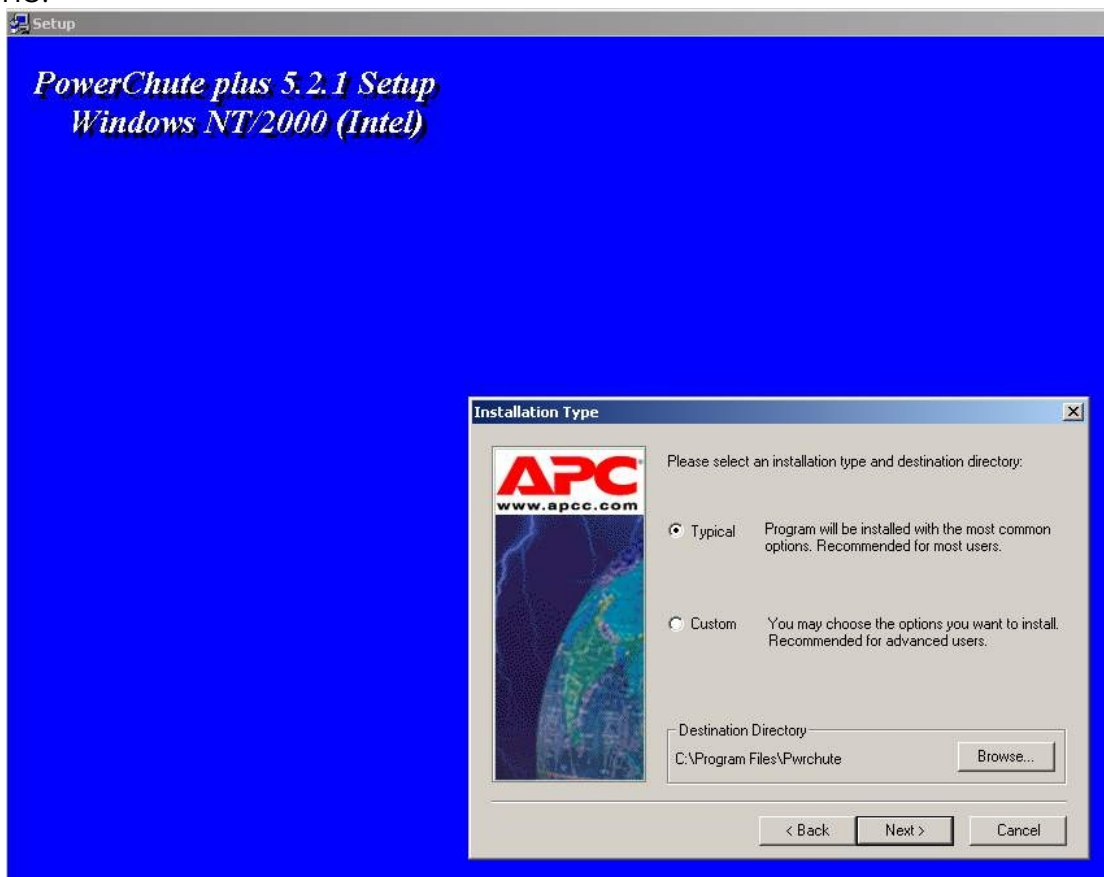 Setup
PowerChute plus 5.2.1 Setup
Windows NT/2000 (Intel)
Installation Type
APC
www.apcc.com
Please select an installation type and destination directory:
Typical
Program will be installed with the most common
options. Recommended for most users.
Custom
You may choose the options you want to install.
Recommended for advanced users.
Destination Directory
C:\Program Files\Pwrchute
Browse...
< Back
Next >
Cancel